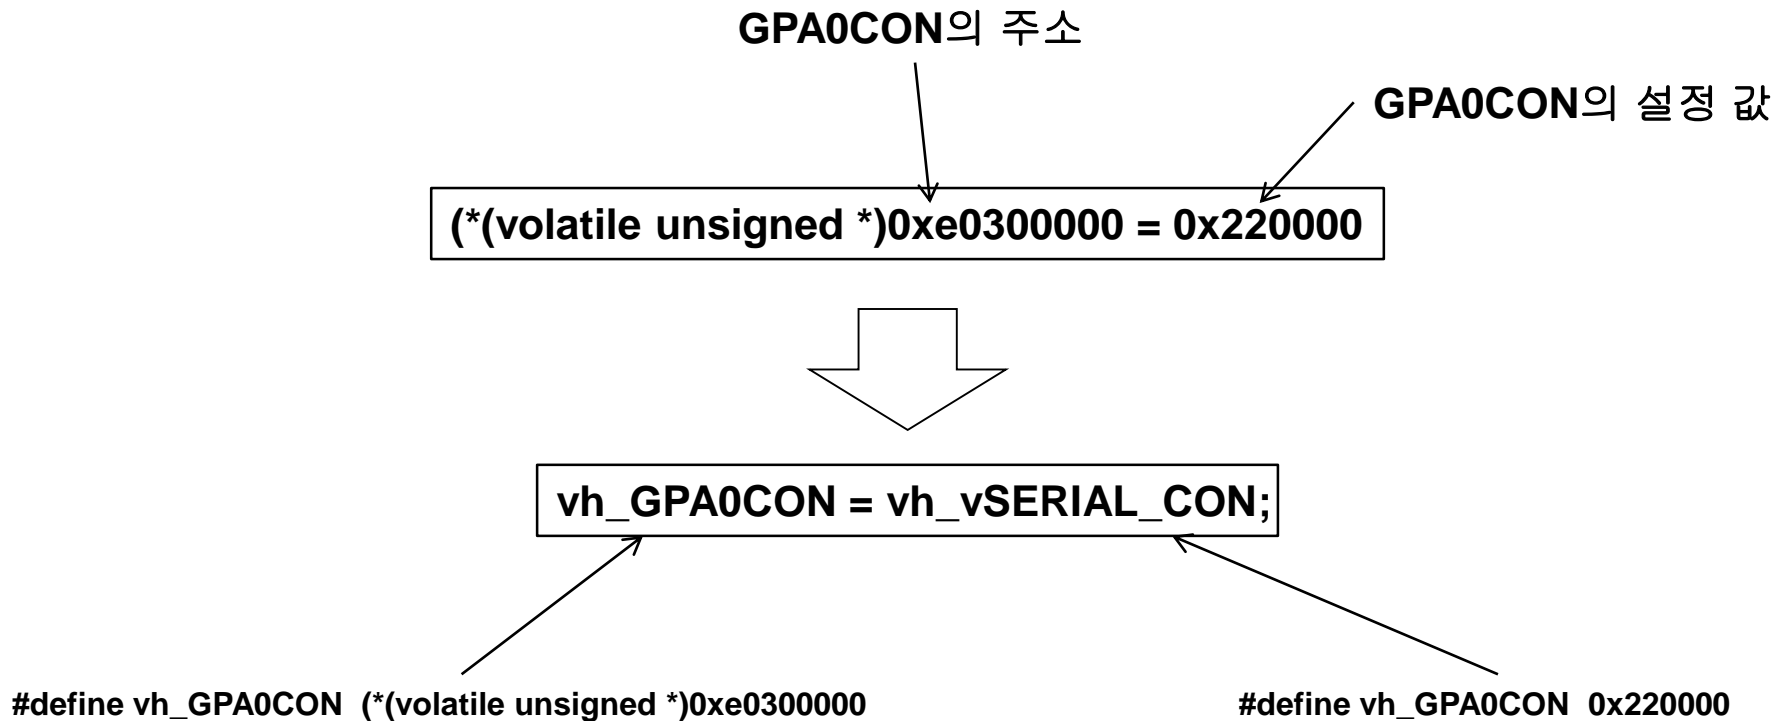 GPA0CON의 주소
GPA0CON의 설정 값
(*(volatile unsigned *)0xe0300000 = 0x220000
vh_GPA0CON = vh_vSERIAL_CON;
#define vh_GPA0CON (*(volatile unsigned *)0xe0300000
#define vh_GPA0CON 0x220000